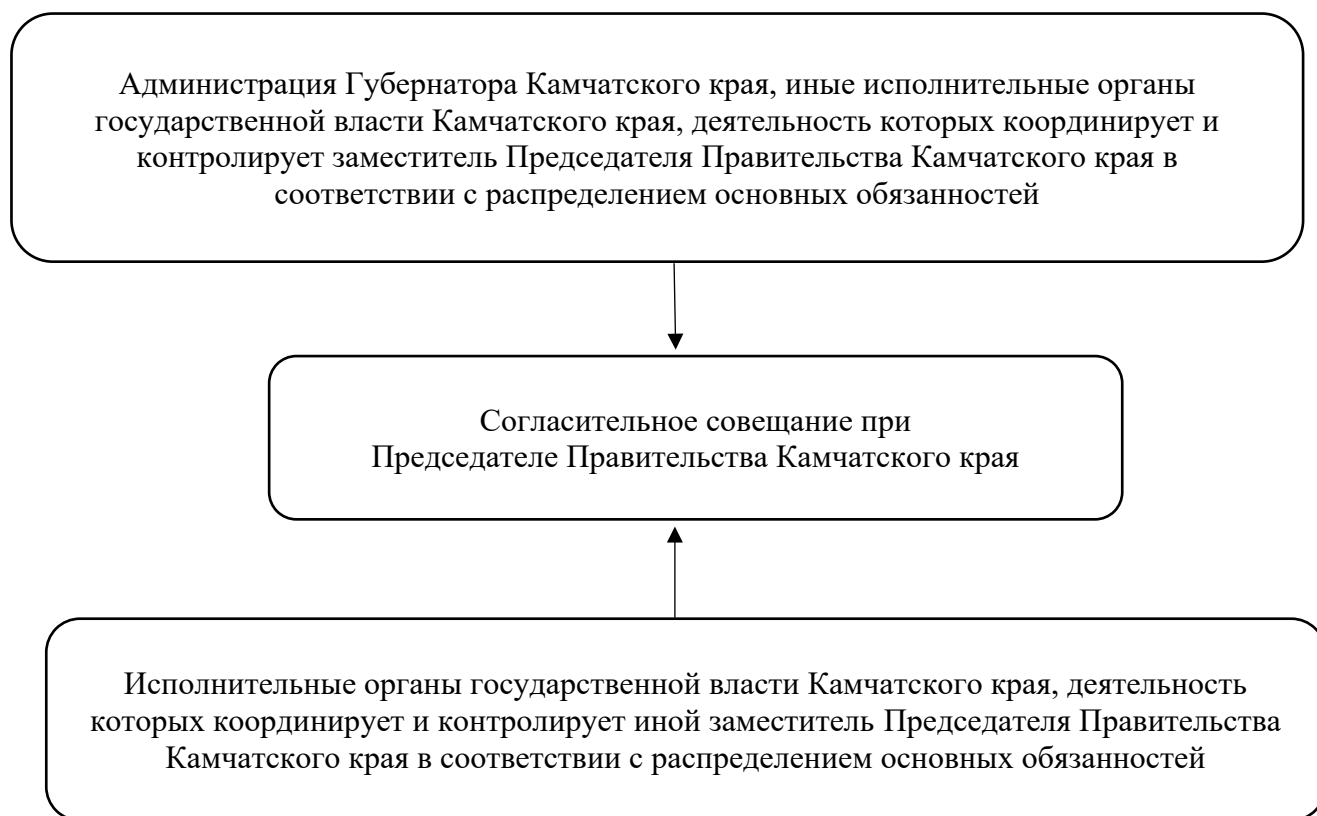 Администрация Губернатора Камчатского края, иные исполнительные органы
государственной власти Камчатского края, деятельность которых координирует и
контролирует заместитель Председателя Правительства Камчатского края в
соответствии с распределением основных обязанностей
Согласительное совещание при
Председателе Правительства Камчатского края
Исполнительные органы государственной власти Камчатского края, деятельность
которых координирует и контролирует иной заместитель Председателя Правительства
Камчатского края в соответствии с распределением основных обязанностей